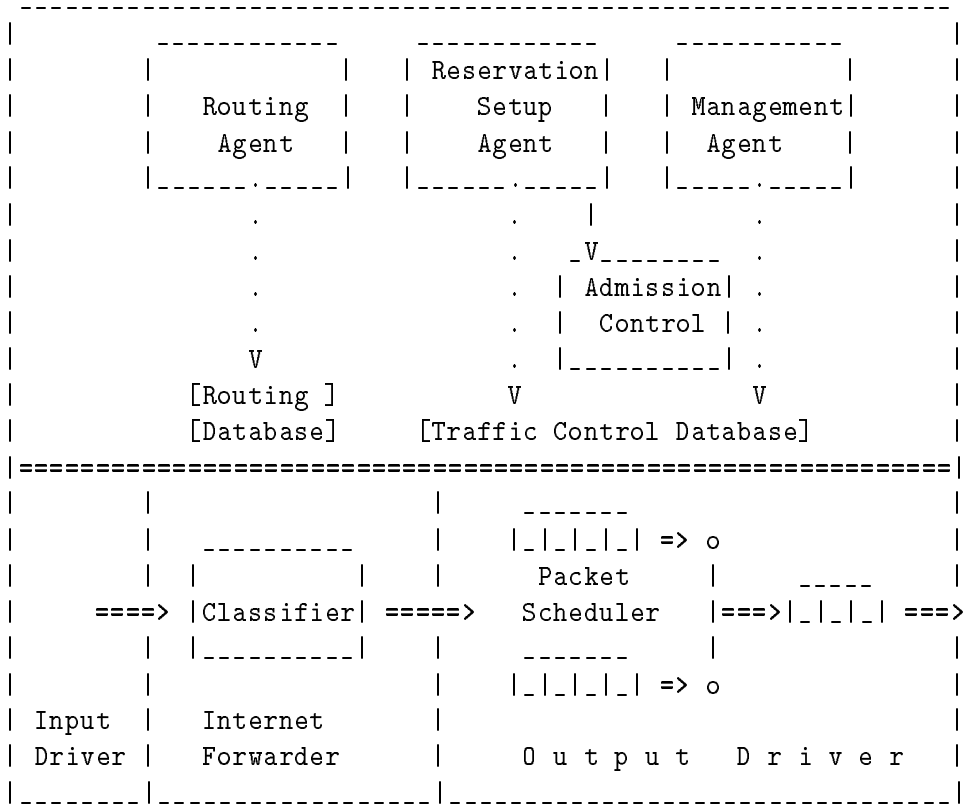 Reservation
Routing Setup Management
Agent Agent Agent
Admission
Control
[Routing ]
[Database] [Traffic Control Database]
Packet
Classifier Scheduler
Input Internet
Driver Forwarder O u t p u t D r i v e r